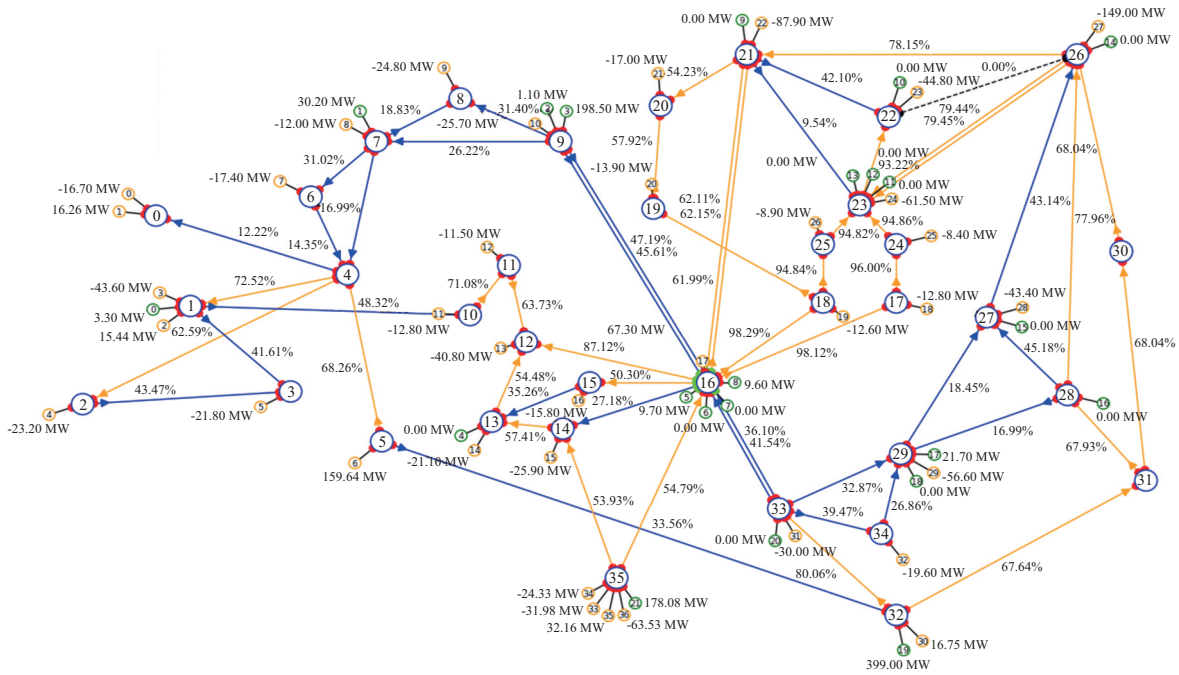 -149.00 MW
27
0.00 MW
9
22
-87.90 MW
14
0.00 MW
26
21
78.15%
-17.00 MW
54.23%
0.00 MW
0.00%
-24.80 MW
9
21
42.10%
10
-44.80 MW
23
79.44%
79.45%
8
20
22
30.20 MW
18.83%
1.10 MW
31.40%
198.50 MW
1
-25.70 MW
2
3
-12.00 MW
8
10
9.54%
7
9
57.92%
0.00 MW
93.22%
68.04%
31.02%
26.22%
0.00 MW
-17.40 MW
7
-13.90 MW
13
12
11
0.00 MW
-16.70 MW
0
6
16.99%
20
24
-61.50 MW
16.26 MW
1
0
19
62.11%
62.15%
23
43.14%
77.96%
-8.90 MW
26
94.86%
12.22%
14.35%
-11.50 MW
12
47.19%
45.61%
94.82%
25
24
25
-8.40 MW
30
4
11
94.84%
96.00%
-43.60 MW
3
72.52%
71.08%
61.99%
0
1
48.32%
63.73%
18
17
-12.80 MW
18
-43.40 MW
28
3.30 MW
2
11
10
67.30 MW
19
-12.60 MW
27
15
0.00 MW
15.44 MW
62.59%
-12.80 MW
98.29%
68.04%
-40.80 MW
13
12
87.12%
98.12%
45.18%
41.61%
68.26%
54.48%
17
18.45%
43.47%
3
35.26%
15
50.30%
16
8
9.60 MW
28
16
2
5
16
27.18%
9.70 MW
5
7
0.00 MW
0.00 MW
4
-21.80 MW
-15.80 MW
6
0.00 MW
-23.20 MW
0.00 MW
4
13
14
36.10%
41.54%
16.99%
5
57.41%
67.93%
14
-21.10 MW
29
17
21.70 MW
6
15
-25.90 MW
29
-56.60 MW
159.64 MW
54.79%
32.87%
18
0.00 MW
31
53.93%
33
39.47%
26.86%
33.56%
0.00 MW
20
31
34
-30.00 MW
32
-19.60 MW
67.64%
35
80.06%
-24.33 MW
34
21
178.08 MW
-31.98 MW
33
35
36
32
32.16 MW
-63.53 MW
30
16.75 MW
19
399.00 MW